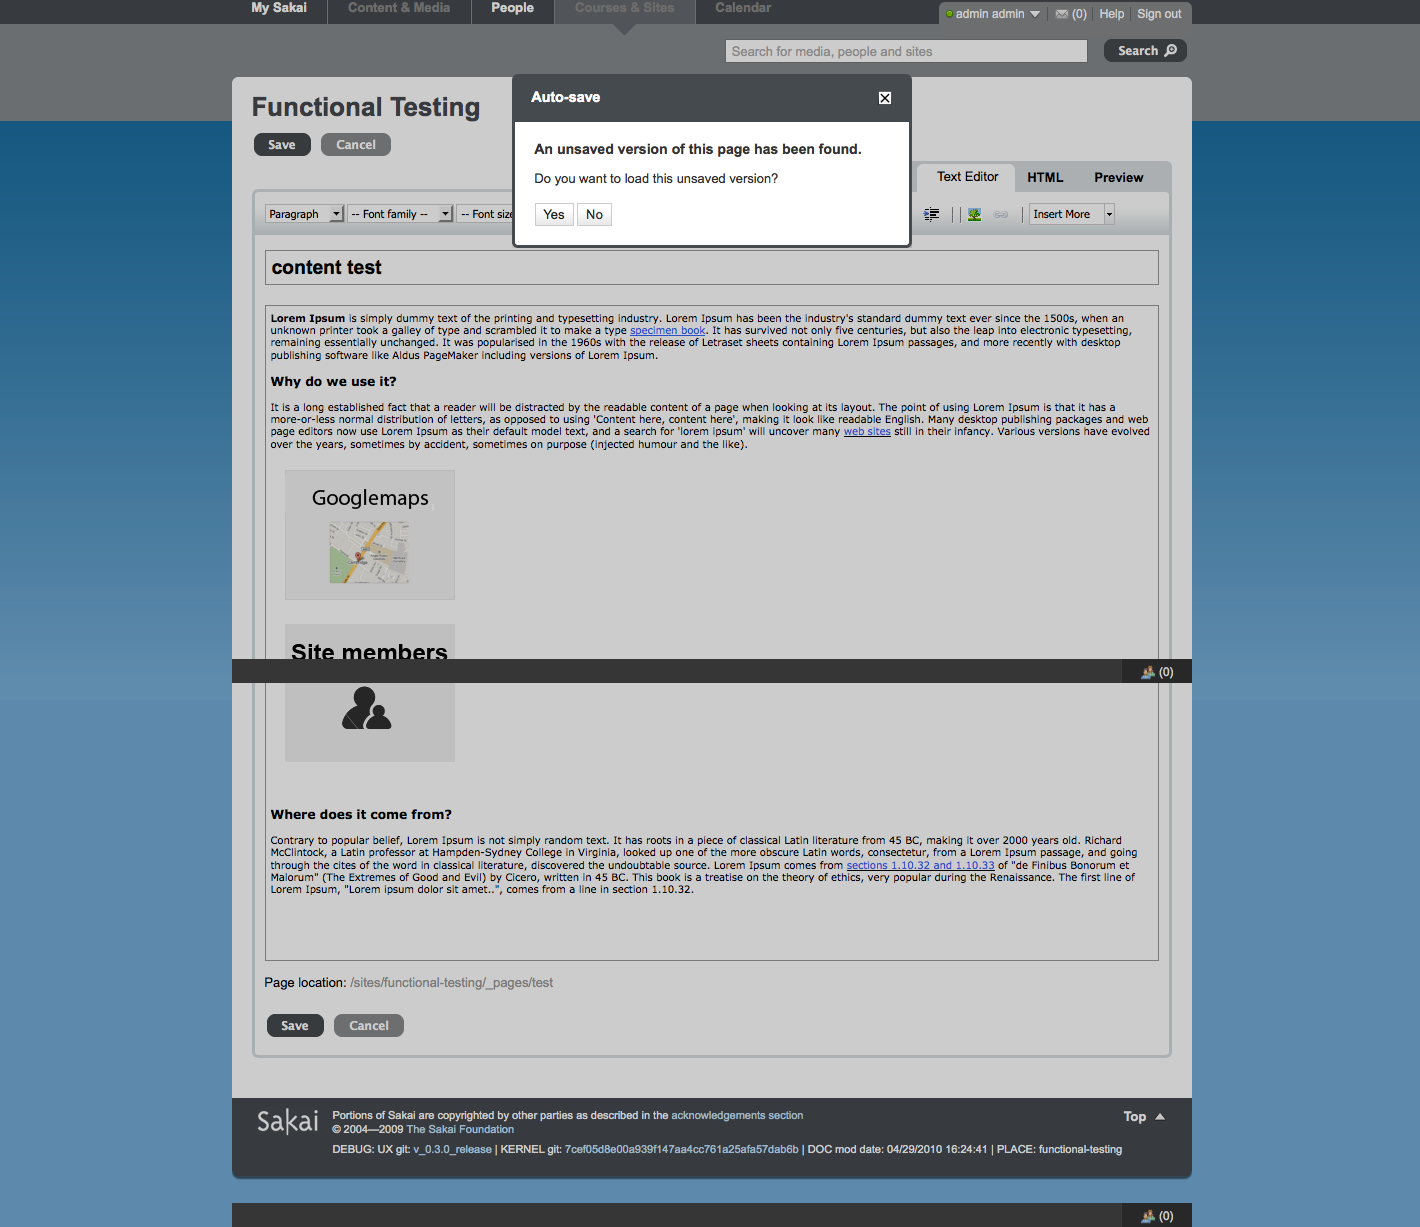 My Sakai Content & Media People Courses & Sites Calendar
admin admin (0) Help Sign out
Search for media, people and sites Search
Functional Testing
Save Cancel
Auto-save
An unsaved version of this page has been found.
Do you want to load this unsaved version?
Yes No
Text Editor HTML Preview
Paragraph -- Font family -- -- Font size Insert More
content test
Lorem Ipsum is simply dummy text of the printing and typesetting industry. Lorem Ipsum has been the industry's standard dummy text ever since the 1500s, when an
unknown printer took a galley of type and scrambled it to make a type specimen book. It has survived not only five centuries, but also the leap into electronic typesetting,
remaining essentially unchanged. It was popularised in the 1960s with the release of Letraset sheets containing Lorem Ipsum passages, and more recently with desktop
publishing software like Aldus PageMaker including versions of Lorem Ipsum.
Why do we use it?
It is a long established fact that a reader will be distracted by the readable content of a page when looking at its layout. The point of using Lorem Ipsum is that it has a
more-or-less normal distribution of letters, as opposed to using 'Content here, content here', making it look like readable English. Many desktop publishing packages and web
page editors now use Lorem Ipsum as their default model text, and a search for 'lorem ipsum' will uncover many web sites still in their infancy. Various versions have evolved
over the years, sometimes by accident, sometimes on purpose (injected humour and the like).
Googlemaps
Site members
(0)
Where does it come from?
Contrary to popular belief, Lorem Ipsum is not simply random text. It has roots in a piece of classical Latin literature from 45 BC, making it over 2000 years old. Richard
McClintock, a Latin professor at Hampden-Sydney College in Virginia, looked up one of the more obscure Latin words, consectetur, from a Lorem Ipsum passage, and going
through the cites of the word in classical literature, discovered the undoubtable source. Lorem Ipsum comes from sections 1.10.32 and 1.10.33 of "de Finibus Bonorum et
Malorum" (The Extremes of Good and Evil) by Cicero, written in 45 BC. This book is a treatise on the theory of ethics, very popular during the Renaissance. The first line of
Lorem Ipsum, "Lorem ipsum dolor sit amet..", comes from a line in section 1.10.32.
Page location: /sites/functional-testing/_pages/test
Save Cancel
Sakai Portions of Sakai are copyrighted by other parties as described in the acknowledgements section Top
© 2004—2009 The Sakai Foundation
DEBUG: UX git: v_0.3.0_release | KERNEL git: 7cef05d8e00a939f147aa4cc761a25afa57dab6b | DOC mod date: 04/29/2010 16:24:41 | PLACE: functional-testing
(0)